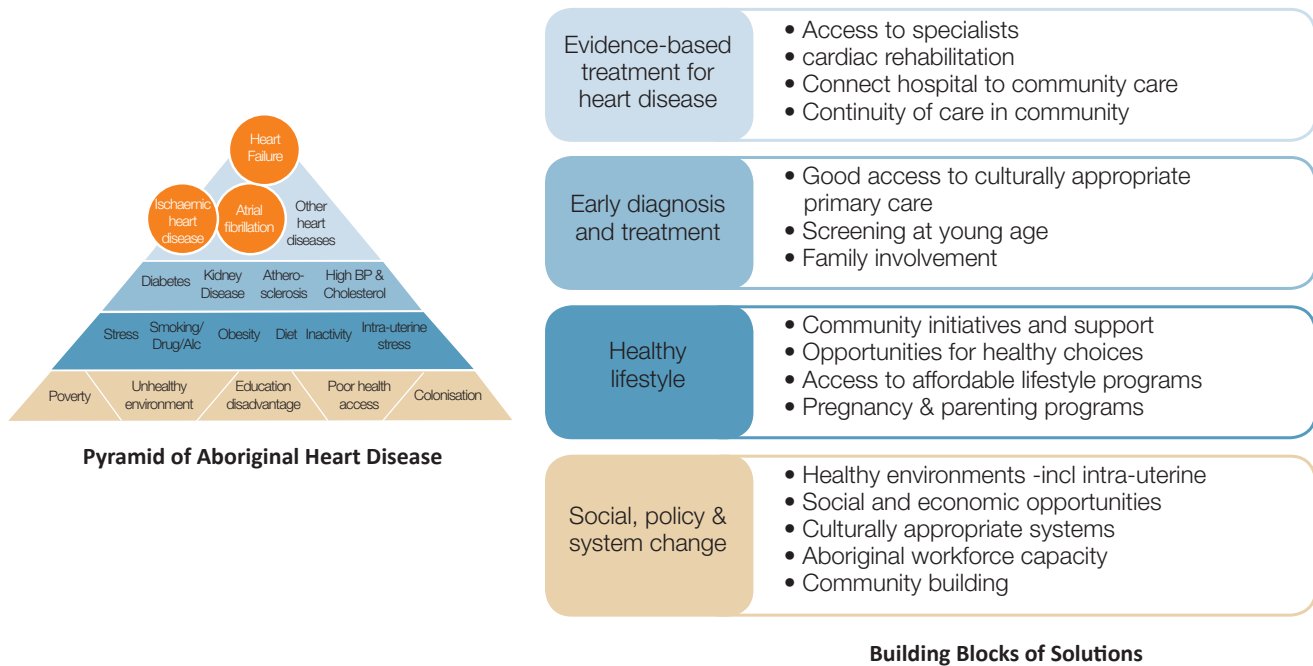 Heart
Failure
Ischaemic
heart
disease
Atrial
fibrillation
Other
heart
diseases
Diabetes
Kidney
Disease
Athero-
sclerosis
High BP &
Cholesterol
Stress
Smoking/
Drug/Alc
Obesity
Diet
Inactivity
Intra-uterine
stress
Poverty
Unhealthy
environment
Education
disadvantage
Poor health
access
Colonisation
Pyramid of Aboriginal Heart Disease
Evidence-based
treatment for
heart disease
• Access to specialists
• cardiac rehabilitation
• Connect hospital to community care
• Continuity of care in community
Early diagnosis
and treatment
• Good access to culturally appropriate
primary care
• Screening at young age
• Family involvement
Healthy
lifestyle
• Community initiatives and support
• Opportunities for healthy choices
• Access to affordable lifestyle programs
• Pregnancy & parenting programs
Social, policy &
system change
• Healthy environments -incl intra-uterine
• Social and economic opportunities
• Culturally appropriate systems
• Aboriginal workforce capacity
• Community building
Building Blocks of Solutions